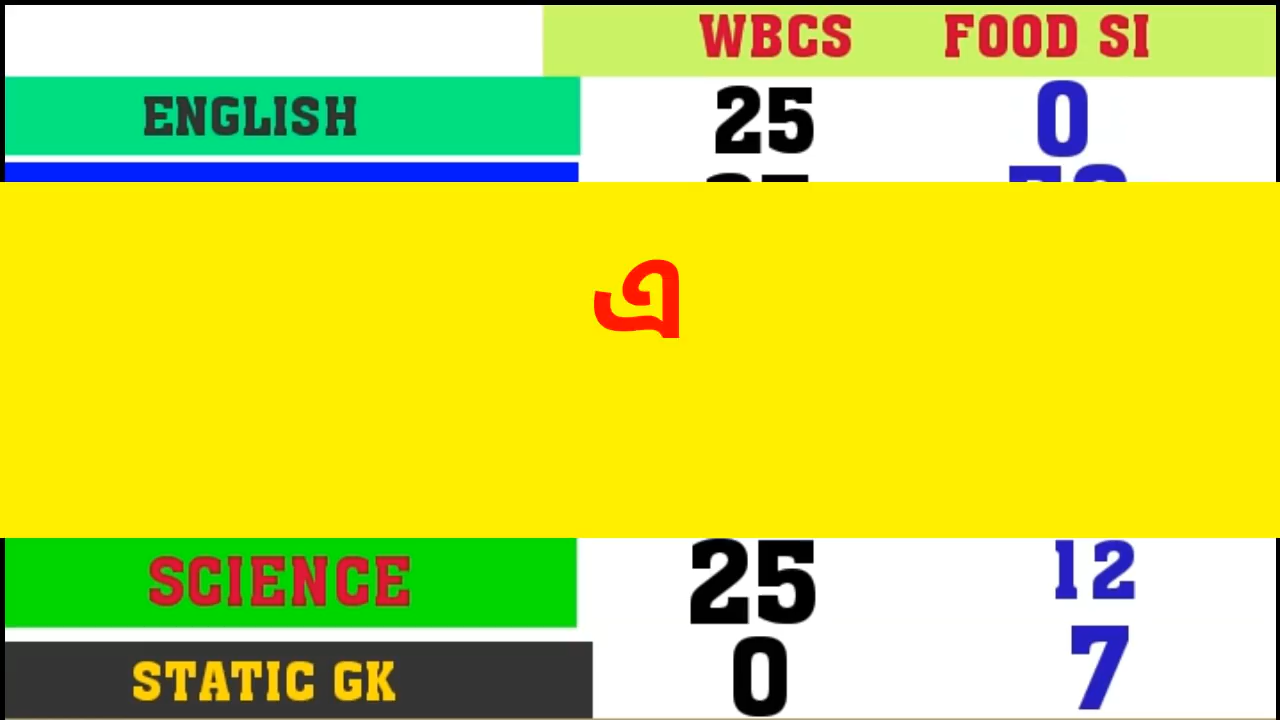 WBCS FOOD SI
ENGLISH 25 0
এ
SCIENCE 25 12
STATIC GK 0 7